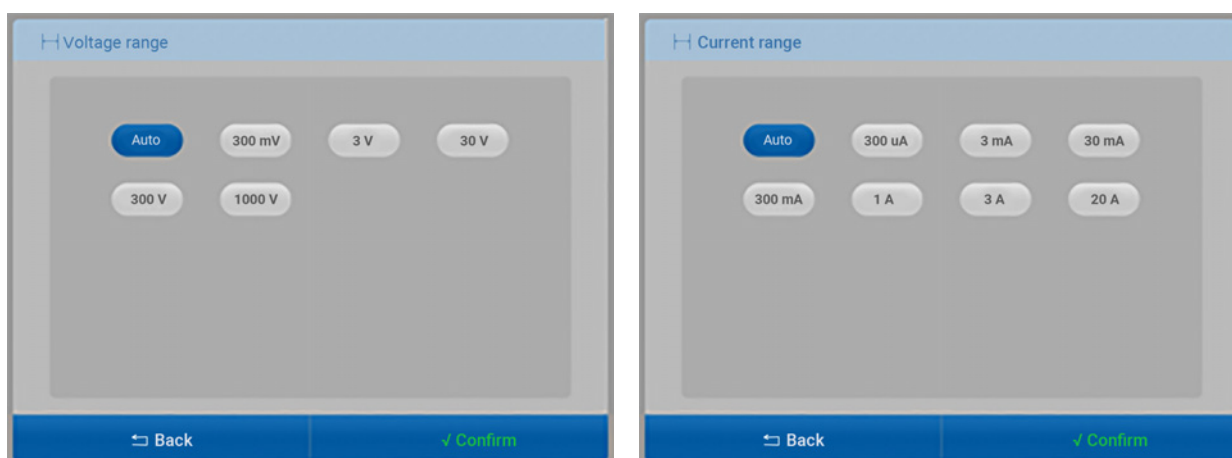 Voltage range
Auto 300 mV 3 V 30 V
300 V 1000 V
Back √ Confirm
Current range
Auto 300 uA 3 mA 30 mA
300 mA 1 A 3 A 20 A
Back √ Confirm